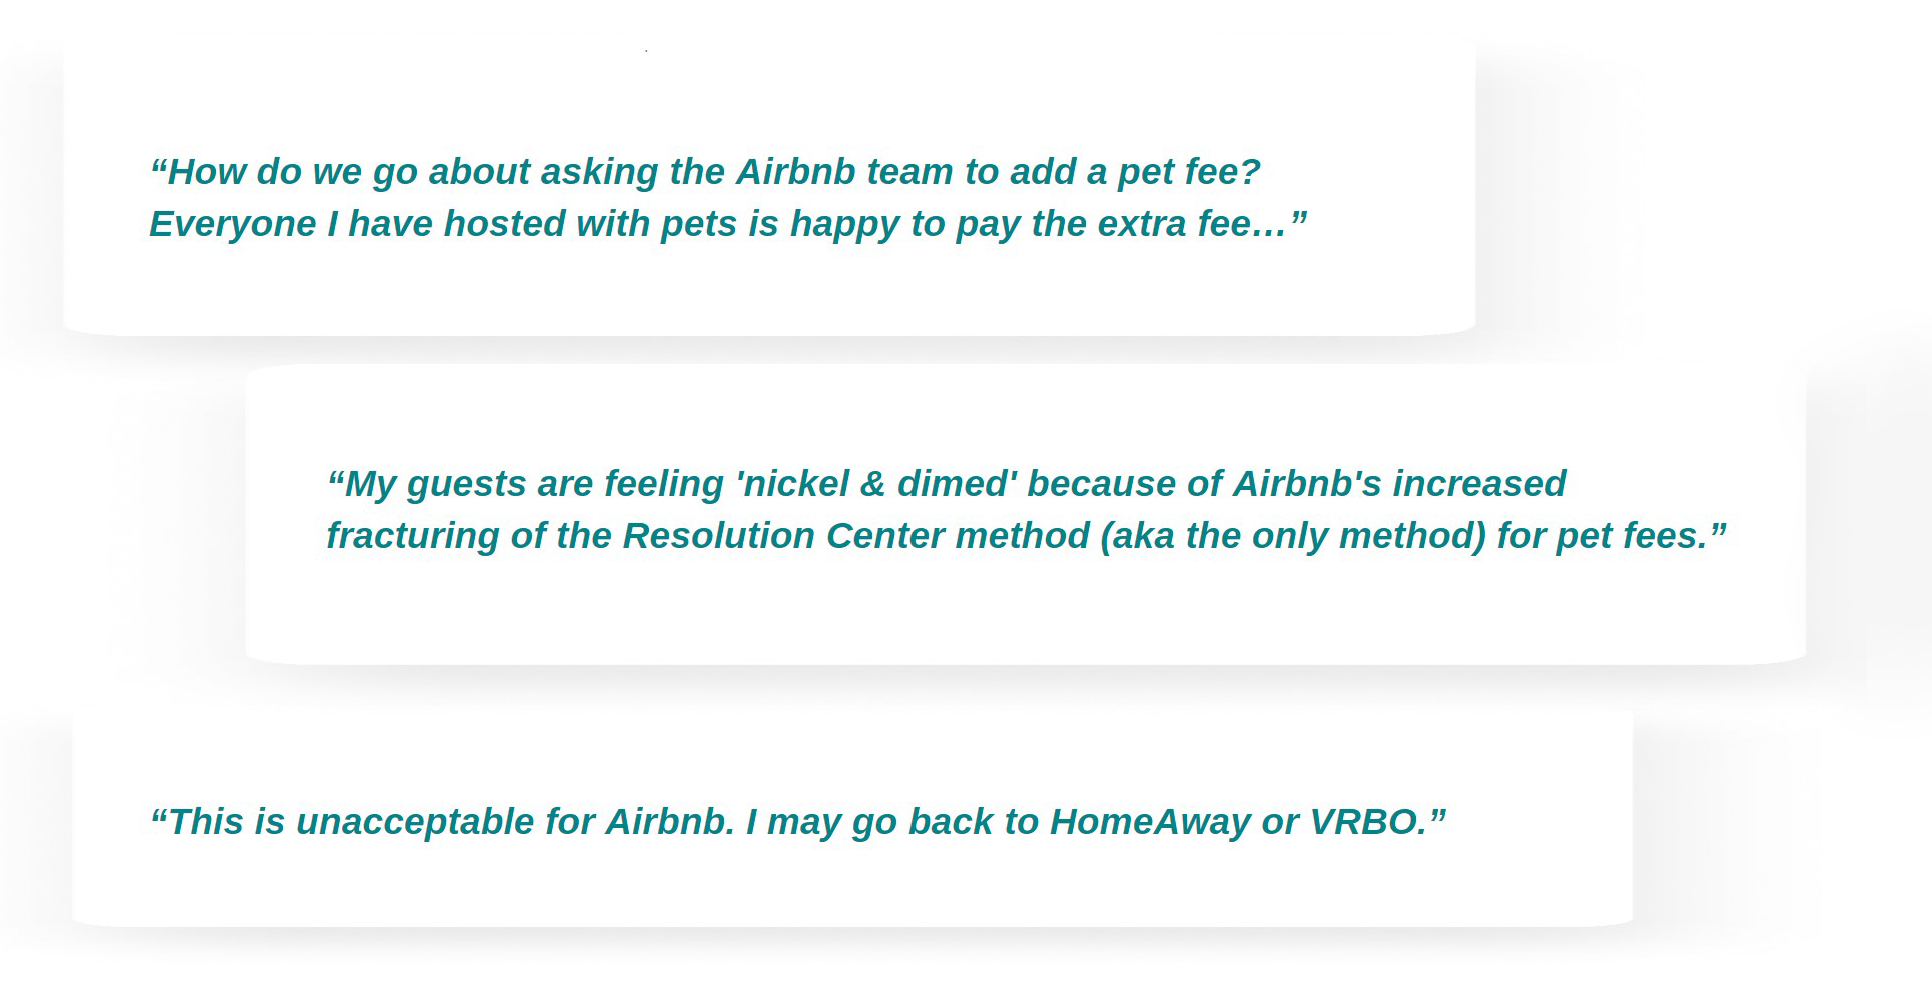 “How do we go about asking the Airbnb team to add a pet fee?
Everyone I have hosted with pets is happy to pay the extra fee…”
“My guests are feeling 'nickel & dimed' because of Airbnb's increased
fracturing of the Resolution Center method (aka the only method) for pet fees.”
“This is unacceptable for Airbnb. I may go back to HomeAway or VRBO.”